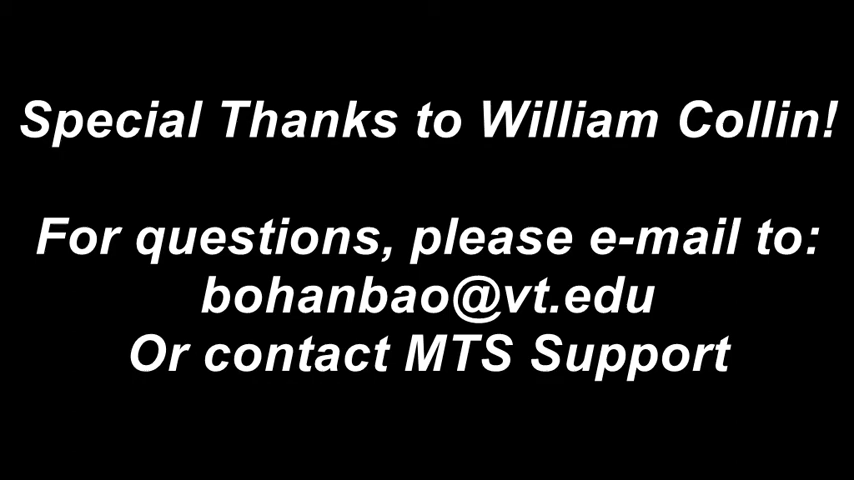 Special Thanks to William Collin!
For questions, please e-mail to:
bohanbao@vt.edu
Or contact MTS Support